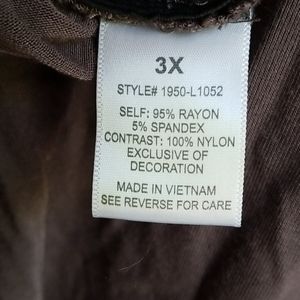 3X
STYLE# 1950-L1052
SELF: 95% RAYON
5% SPANDEX
CONTRAST: 100% NYLON
EXCLUSIVE OF
DECORATION
MADE IN VIETNAM
SEE REVERSE FOR CARE